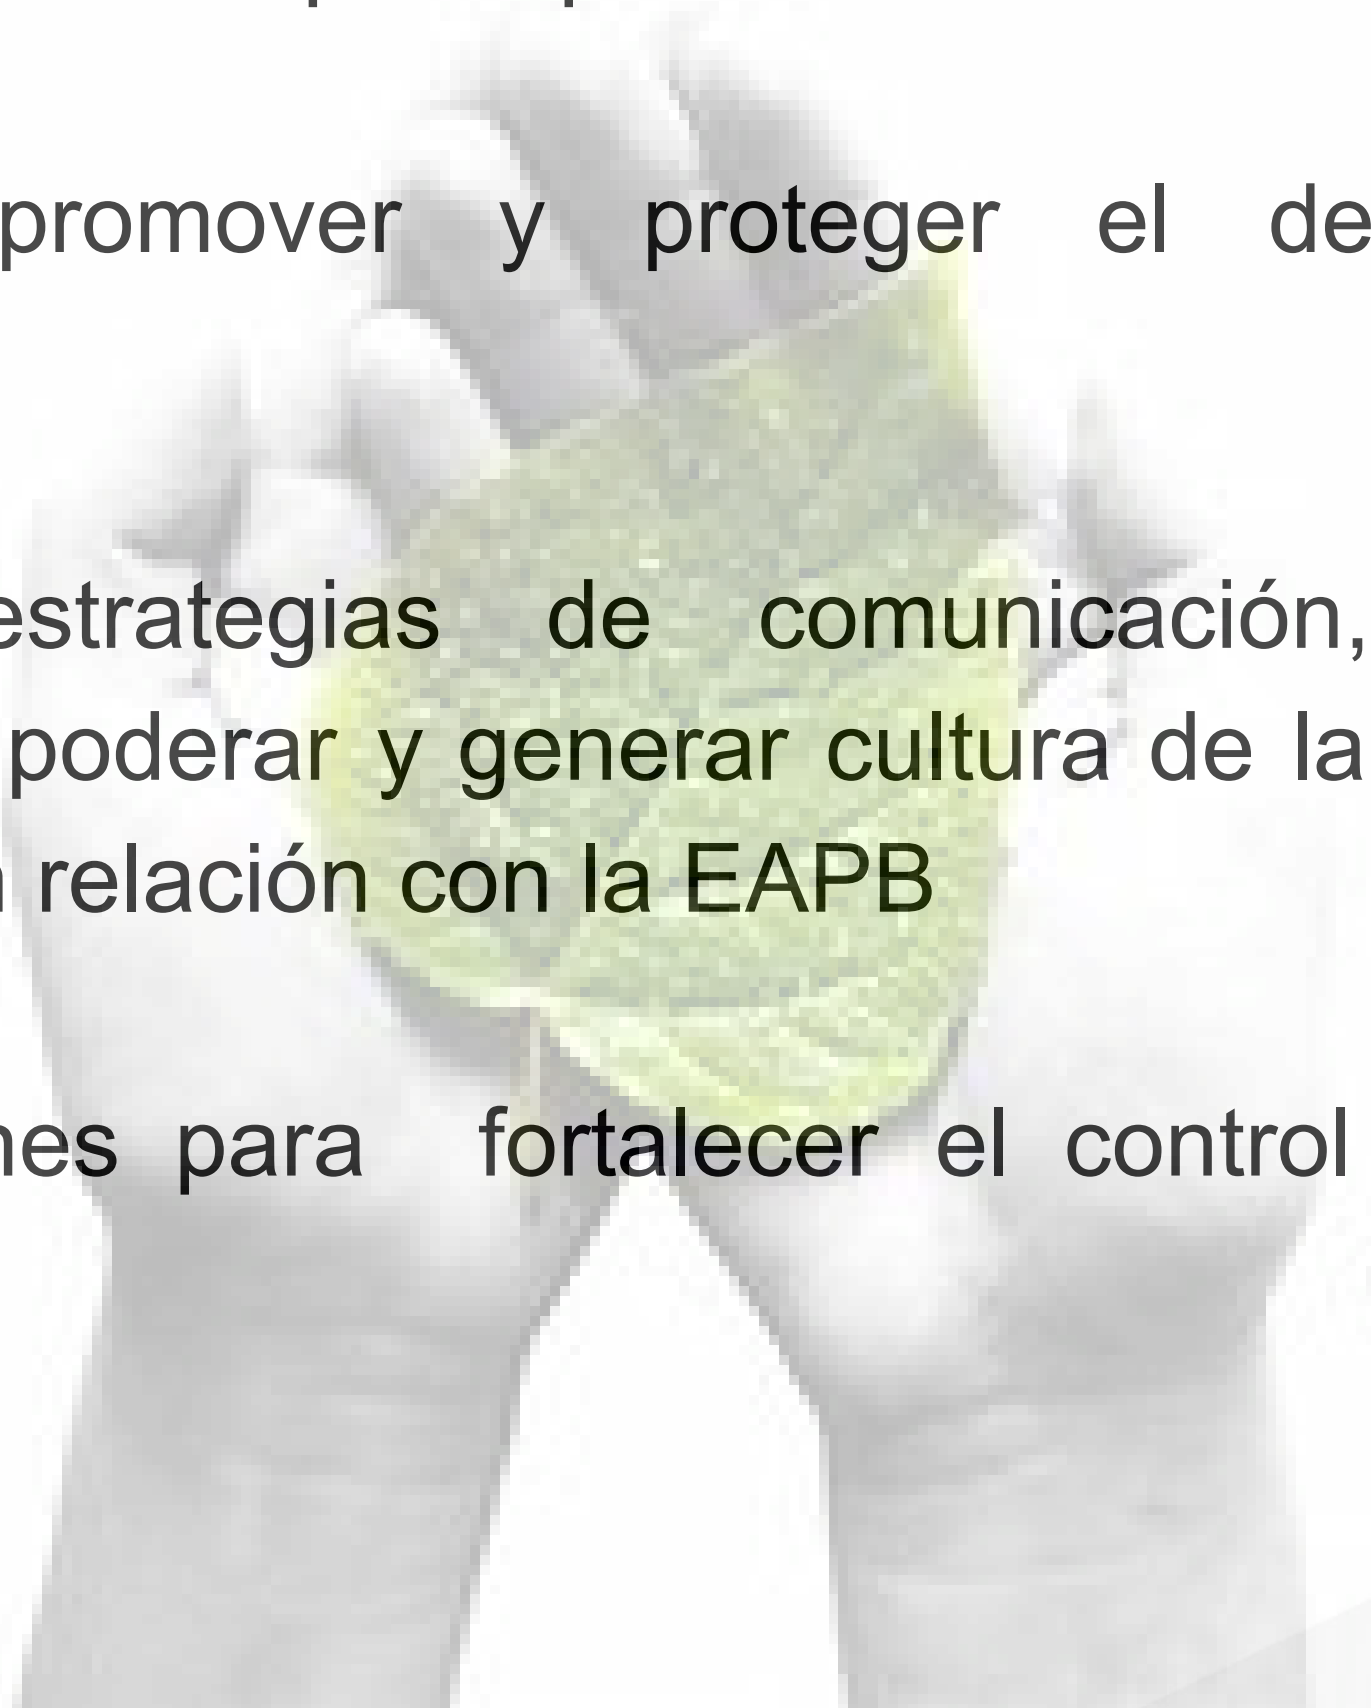 promover y proteger el de
estrategias de comunicación,
poderar y generar cultura de la
relación con la EAPB
nes para fortalecer el control